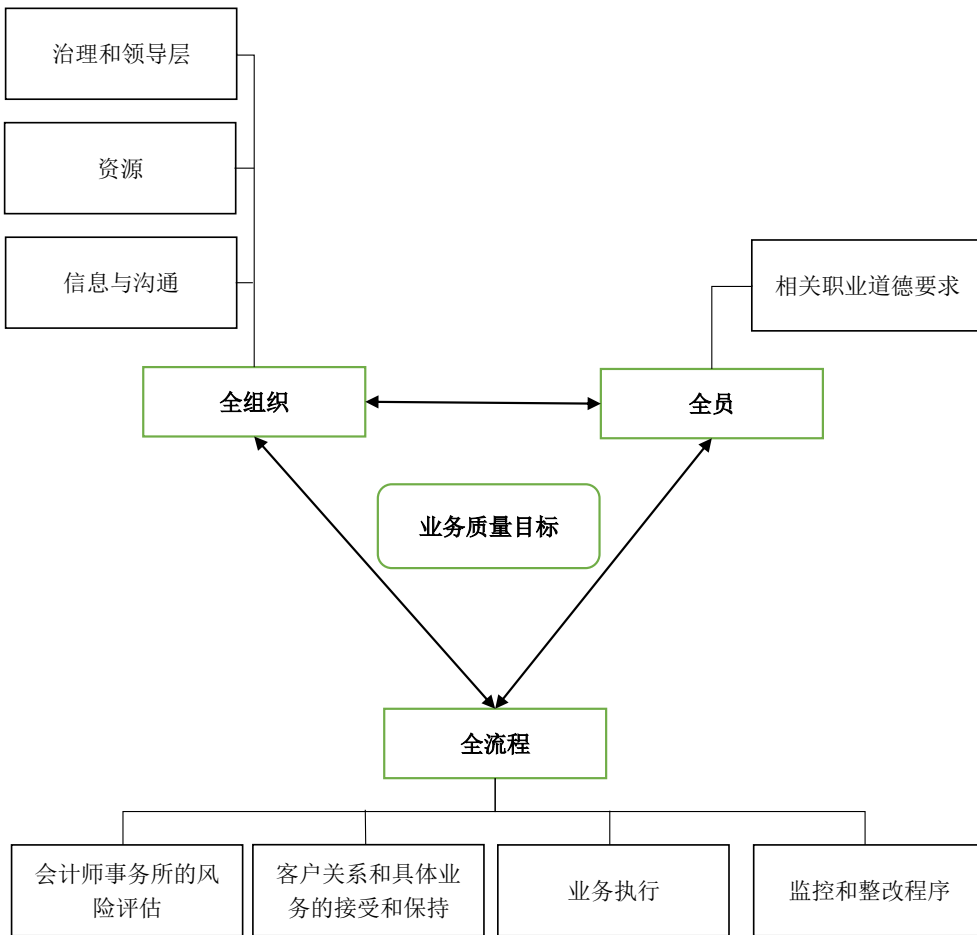 治理和领导层
资源
信息与沟通
相关职业道德要求
全组织
全员
业务质量目标
全流程
会计师事务所的风
险评估
客户关系和具体业
务的接受和保持
业务执行
监控和整改程序